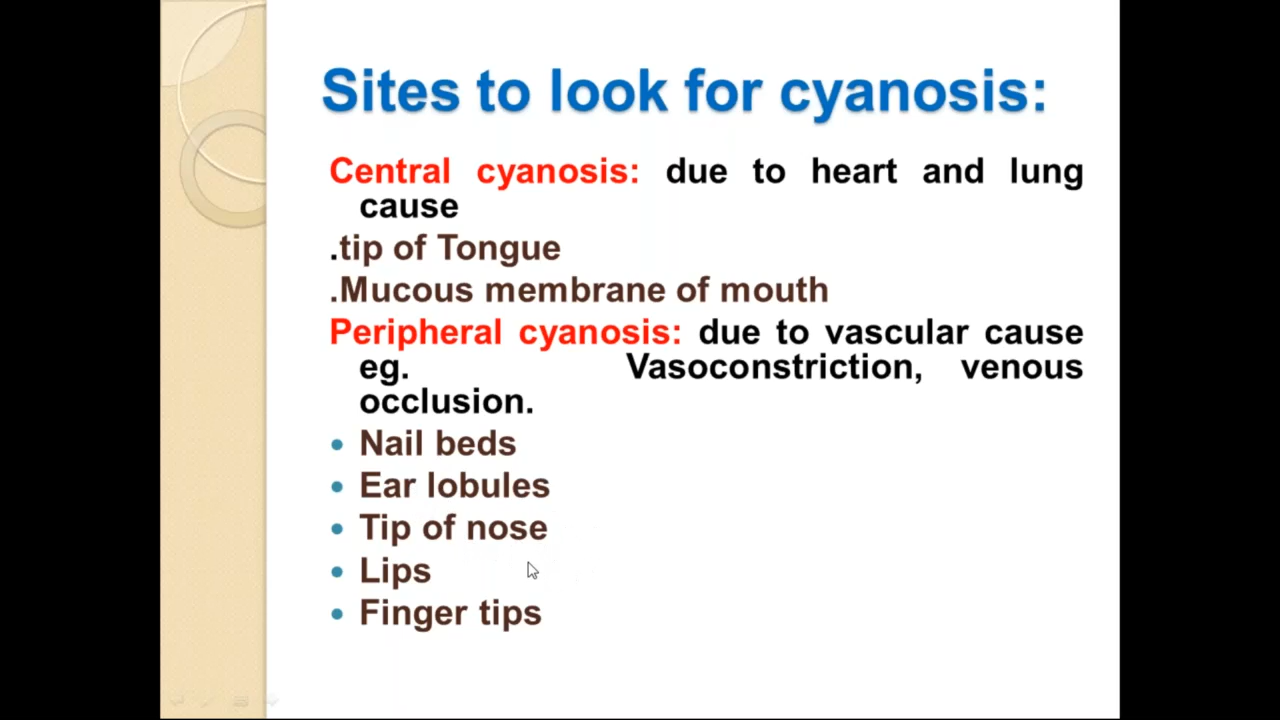 Sites to look for cyanosis:
Central cyanosis: due to heart and lung
cause
.tip of Tongue
.Mucous membrane of mouth
Peripheral cyanosis: due to vascular cause
eg. Vasoconstriction, venous
occlusion.
• Nail beds
• Ear lobules
• Tip of nose
• Lips
• Finger tips